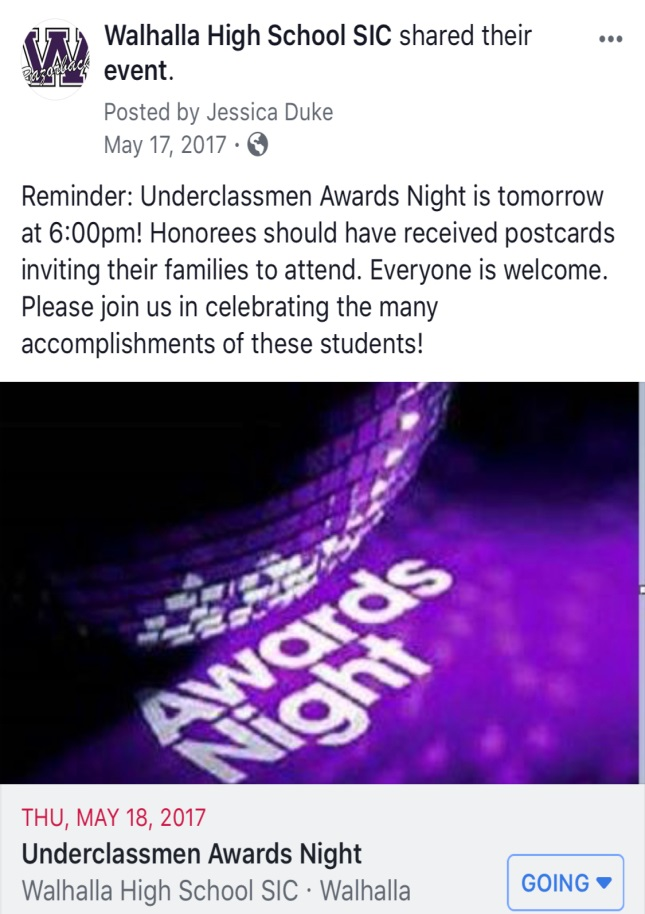 W
Razorbacks
Walhalla High School SIC shared their
event.
Posted by Jessica Duke
May 17, 2017 ·
Reminder: Underclassmen Awards Night is tomorrow
at 6:00pm! Honorees should have received postcards
inviting their families to attend. Everyone is welcome.
Please join us in celebrating the many
accomplishments of these students!
Awards
Night
THU, MAY 18, 2017
Underclassmen Awards Night
Walhalla High School SIC · Walhalla
GOING